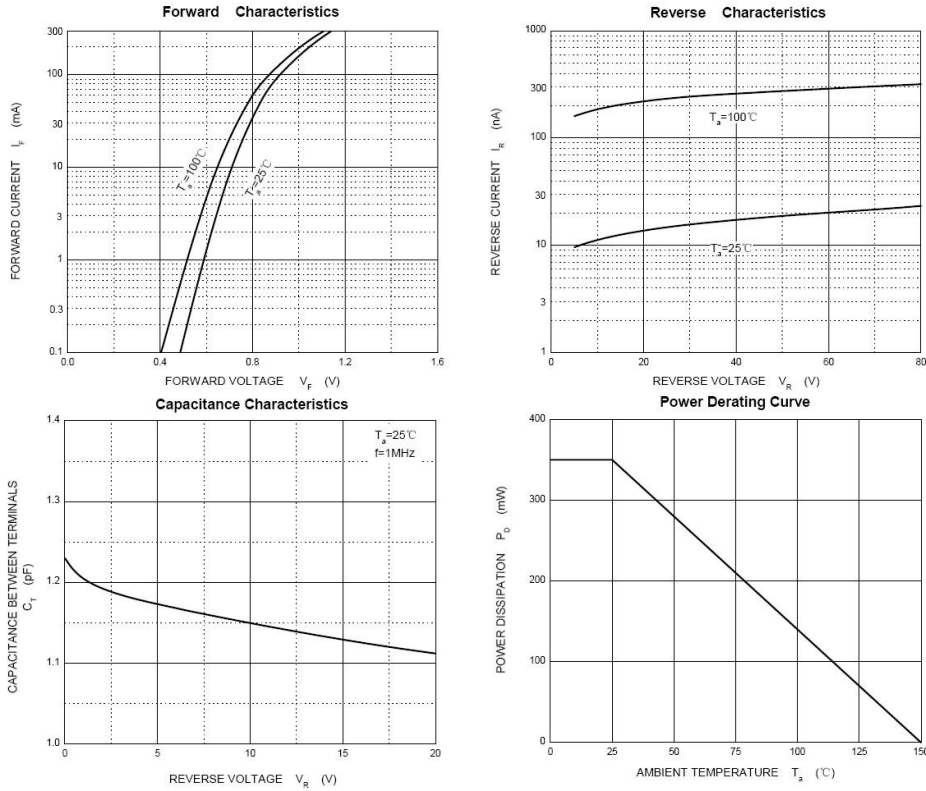 Forward Characteristics
FORWARD CURRENT I_F (mA)
300
100
30
10
3
1
0.3
0.1
T_a=100℃
T_a=25℃
0.0
0.4
0.8
1.2
1.6
FORWARD VOLTAGE V_F (V)
Reverse Characteristics
REVERSE CURRENT I_R (nA)
1000
300
100
30
10
3
1
T_a=100℃
T_a=25℃
0
20
40
60
80
REVERSE VOLTAGE V_R (V)
Capacitance Characteristics
CAPACITANCE BETWEEN TERMINALS
C_T (pF)
1.4
1.3
1.2
1.1
1.0
T_a=25℃
f=1MHz
0
5
10
15
20
REVERSE VOLTAGE V_R (V)
Power Derating Curve
POWER DISSIPATION P_D (mW)
400
300
200
100
0
0
25
50
75
100
125
150
AMBIENT TEMPERATURE T_a (℃)